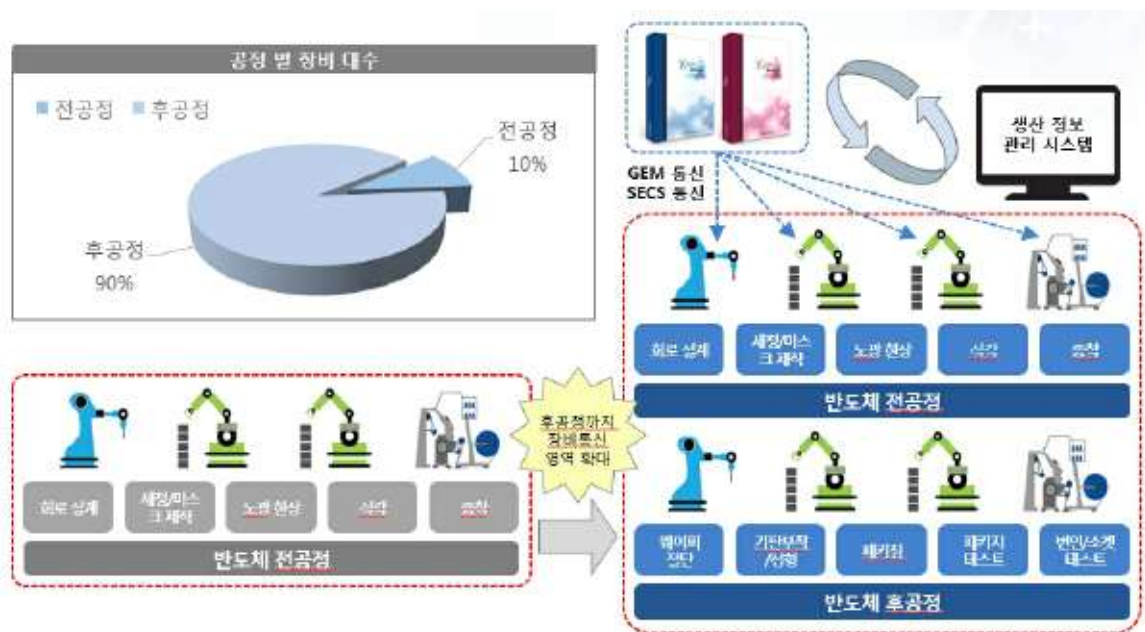 공정 별 장비 대수
전공정 후공정
전공정
10%
후공정
90%
GEM 통신
SECS 통신
생산 정보
관리 시스템
회로 설계
세정/마스
크 제작
노광 현상
식각
증착
반도체 전공정
후공정까지
장비통신
영역 확대
회로 설계
세정/마스
크 제작
노광 현상
식각
증착
반도체 전공정
웨이퍼
절단
기판부착
/성형
패키징
패키지
테스트
번인/소켓
테스트
반도체 후공정